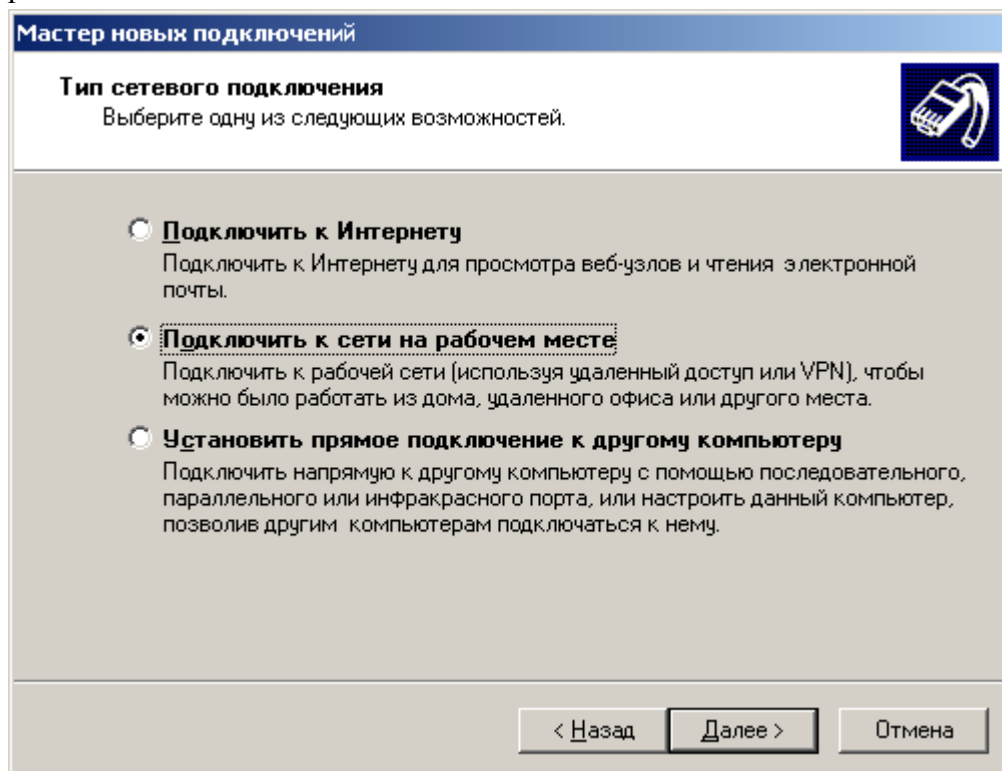 Мастер новых подключений
Тип сетевого подключения
Выберите одну из следующих возможностей.
Подключить к Интернету
Подключить к Интернету для просмотра веб-узлов и чтения электронной
почты.
Подключить к сети на рабочем месте
Подключить к рабочей сети (используя удаленный доступ или VPN), чтобы
можно было работать из дома, удаленного офиса или другого места.
Установить прямое подключение к другому компьютеру
Подключить напрямую к другому компьютеру с помощью последовательного,
параллельного или инфракрасного порта, или настроить данный компьютер,
позволив другим компьютерам подключаться к нему.
< Назад Далее > Отмена